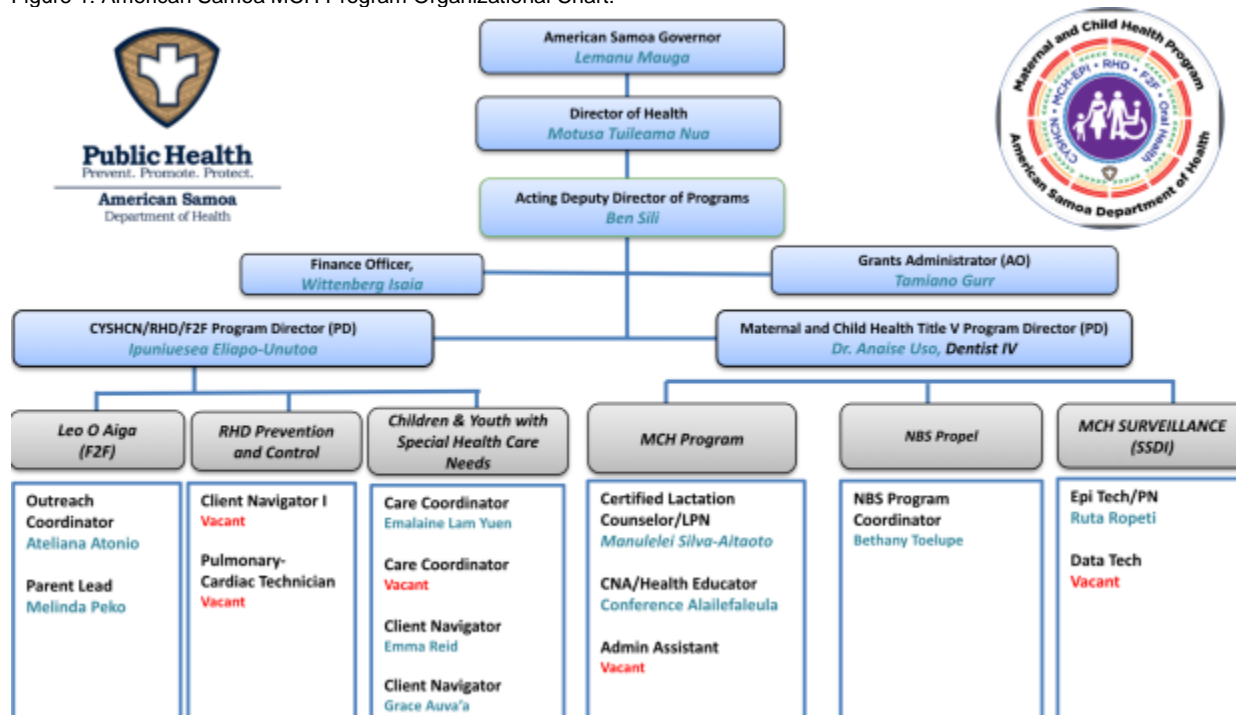 Figure 1. American Samoa MCH Program Organizational Chart.
Public Health
Prevent. Promote. Protect.
American Samoa
Department of Health
American Samoa Governor
Lemanu Mauga
Director of Health
Motusa Tuileama Nua
Acting Deputy Director of Programs
Ben Sili
Maternal and Child Health Program
American Samoa Department of Health
CYSHCN • MCH-EPI • RHD • F2F • Oral Health
Finance Officer,
Wittenberg Isaia
Grants Administrator (AO)
Tamiano Gurr
CYSHCN/RHD/F2F Program Director (PD)
Ipuniuesea Eliapo-Unutoa
Maternal and Child Health Title V Program Director (PD)
Dr. Anaise Uso, Dentist IV
Leo O Aiga
(F2F)
RHD Prevention
and Control
Children & Youth with
Special Health Care
Needs
MCH Program
NBS Propel
MCH SURVEILLANCE
(SSDI)
Outreach
Coordinator
Ateliana Atonio
Parent Lead
Melinda Peko
Client Navigator I
Vacant
Pulmonary-
Cardiac Technician
Vacant
Care Coordinator
Emalaine Lam Yuen
Care Coordinator
Vacant
Client Navigator
Emma Reid
Client Navigator
Grace Auva'a
Certified Lactation
Counselor/LPN
Manulelei Silva-Aitaoto
CNA/Health Educator
Conference Alailefaleula
Admin Assistant
Vacant
NBS Program
Coordinator
Bethany Toelupe
Epi Tech/PN
Ruta Ropeti
Data Tech
Vacant